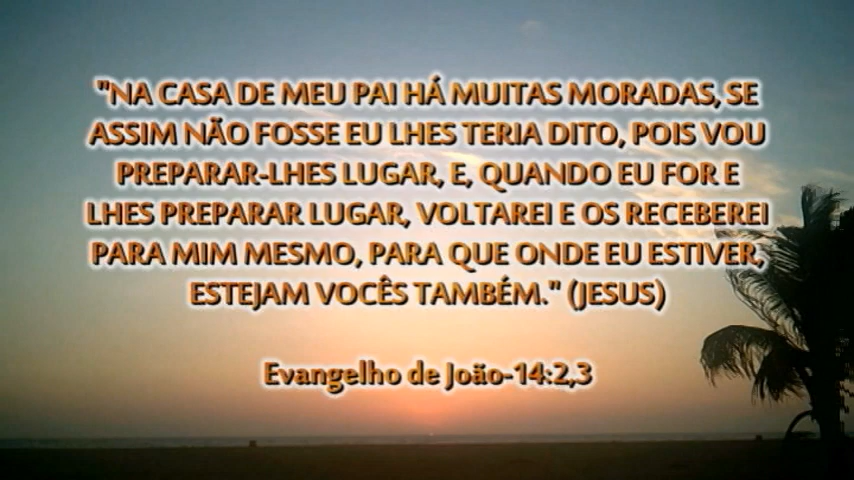 "NA CASA DE MEU PAI HÁ MUITAS MORADAS, SE
ASSIM NÃO FOSSE EU LHES TERIA DITO, POIS VOU
PREPARAR-LHES LUGAR, E, QUANDO EU FOR E
LHES PREPARAR LUGAR, VOLTAREI E OS RECEBEREI
PARA MIM MESMO, PARA QUE ONDE EU ESTIVER,
ESTEJAM VOCÊS TAMBÉM." (JESUS)
Evangelho de João-14:2,3